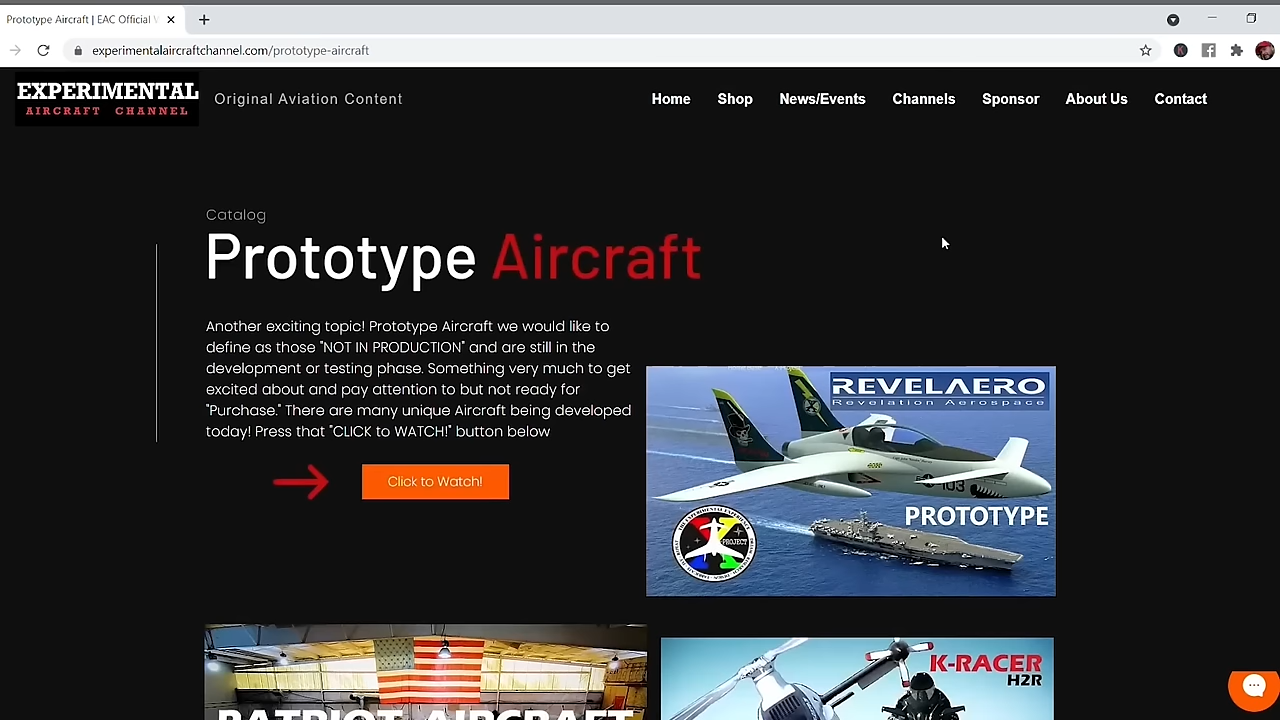 Prototype Aircraft | EAC Official
experimentalaircraftchannel.com/prototype-aircraft
EXPERIMENTAL
AIRCRAFT CHANNEL
Original Aviation Content
Home Shop News/Events Channels Sponsor About Us Contact
Catalog
Prototype Aircraft
Another exciting topic! Prototype Aircraft we would like to
define as those "NOT IN PRODUCTION" and are still in the
development or testing phase. Something very much to get
excited about and pay attention to but not ready for
"Purchase." There are many unique Aircraft being developed
today! Press that "CLICK to WATCH!" button below
Click to Watch!
REVELAERO
Revelation Aerospace
103
PROTOTYPE
PROJECT
PATRIOT AIRCRAFT
K-RACER
H2R